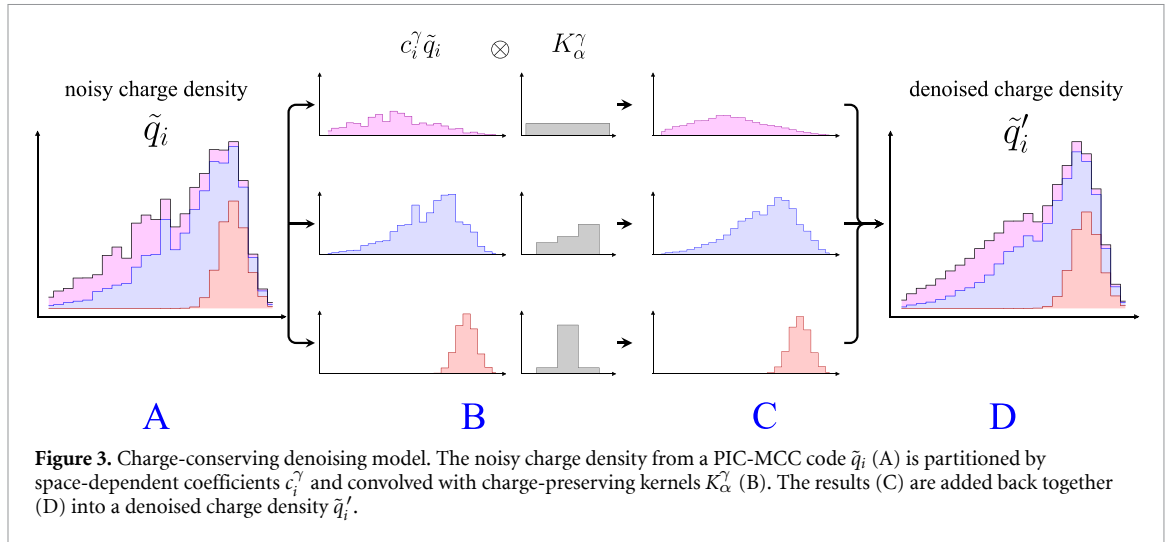 c_i^γ q̃_i ⊗ K_α^γ
noisy charge density
q̃_i
denoised charge density
q̃_i′
A B C D
Figure 3. Charge-conserving denoising model. The noisy charge density from a PIC-MCC code q̃_i (A) is partitioned by
space-dependent coefficients c_i^γ and convolved with charge-preserving kernels K_α^γ (B). The results (C) are added back together
(D) into a denoised charge density q̃_i′.